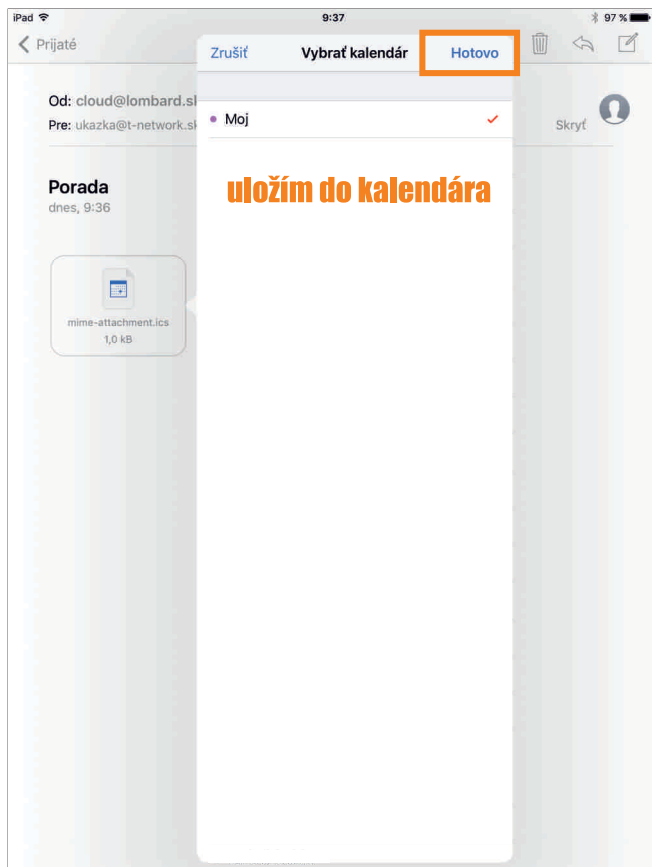 iPad 9:37 97 %
Prijaté
Zrušiť Vybrať kalendár Hotovo
Od: cloud@lombard.sl
Pre: ukazka@t-network.sk
Moj
Skryť
Porada
dnes, 9:36
uložím do kalendára
mime-attachment.ics
1,0 kB